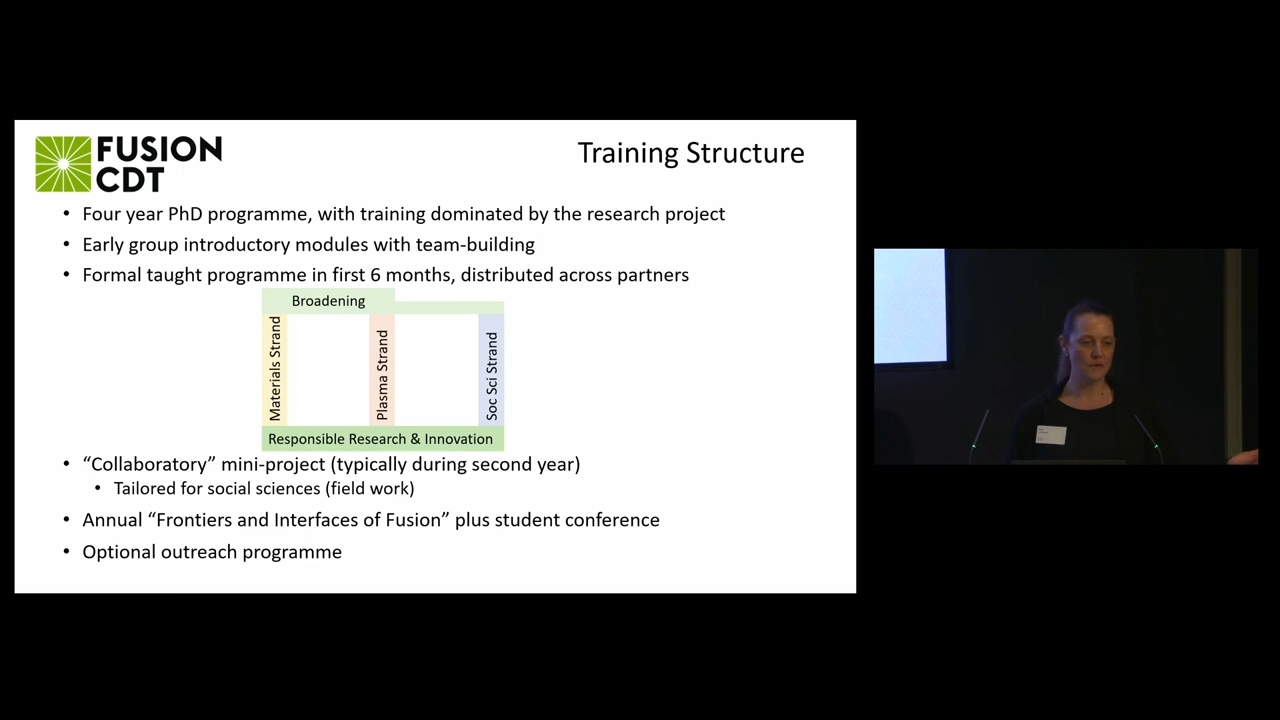 FUSION
CDT
Training Structure
• Four year PhD programme, with training dominated by the research project
• Early group introductory modules with team-building
• Formal taught programme in first 6 months, distributed across partners
Broadening
Materials Strand
Plasma Strand
Soc Sci Strand
Responsible Research & Innovation
• “Collaboratory” mini-project (typically during second year)
• Tailored for social sciences (field work)
• Annual “Frontiers and Interfaces of Fusion” plus student conference
• Optional outreach programme